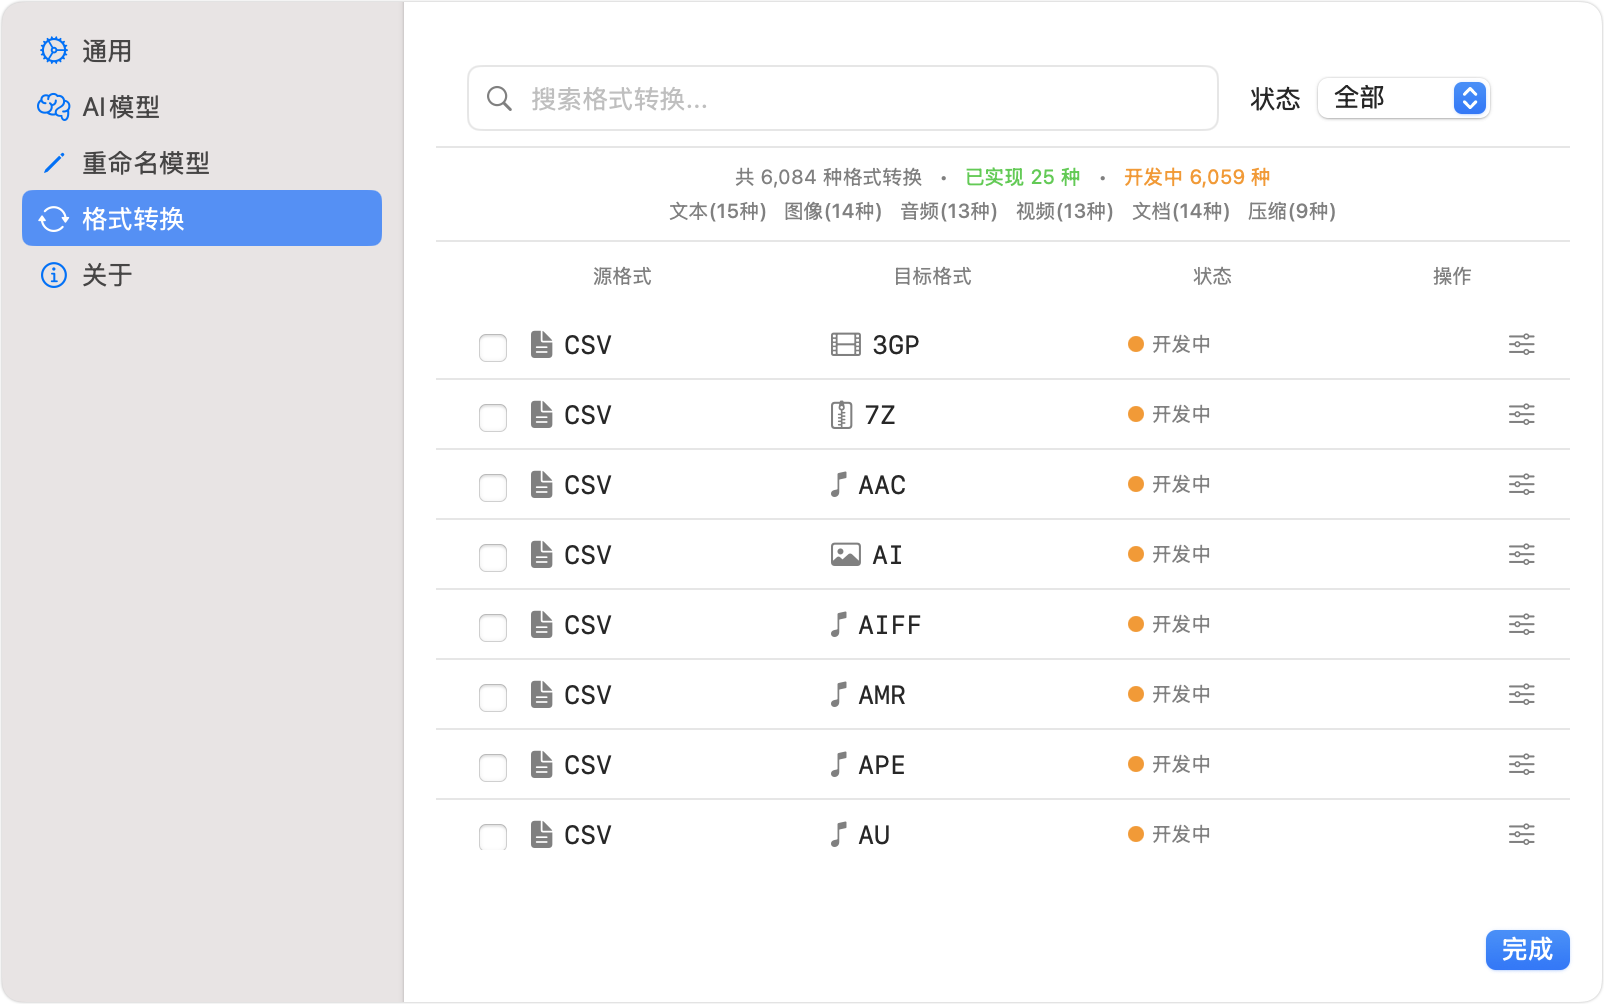 通用
AI模型
重命名模型
格式转换
关于
搜索格式转换...
状态 全部
共 6,084 种格式转换 • 已实现 25 种 • 开发中 6,059 种
文本(15种) 图像(14种) 音频(13种) 视频(13种) 文档(14种) 压缩(9种)
源格式 目标格式 状态 操作
CSV 3GP 开发中
CSV 7Z 开发中
CSV AAC 开发中
CSV AI 开发中
CSV AIFF 开发中
CSV AMR 开发中
CSV APE 开发中
CSV AU 开发中
完成